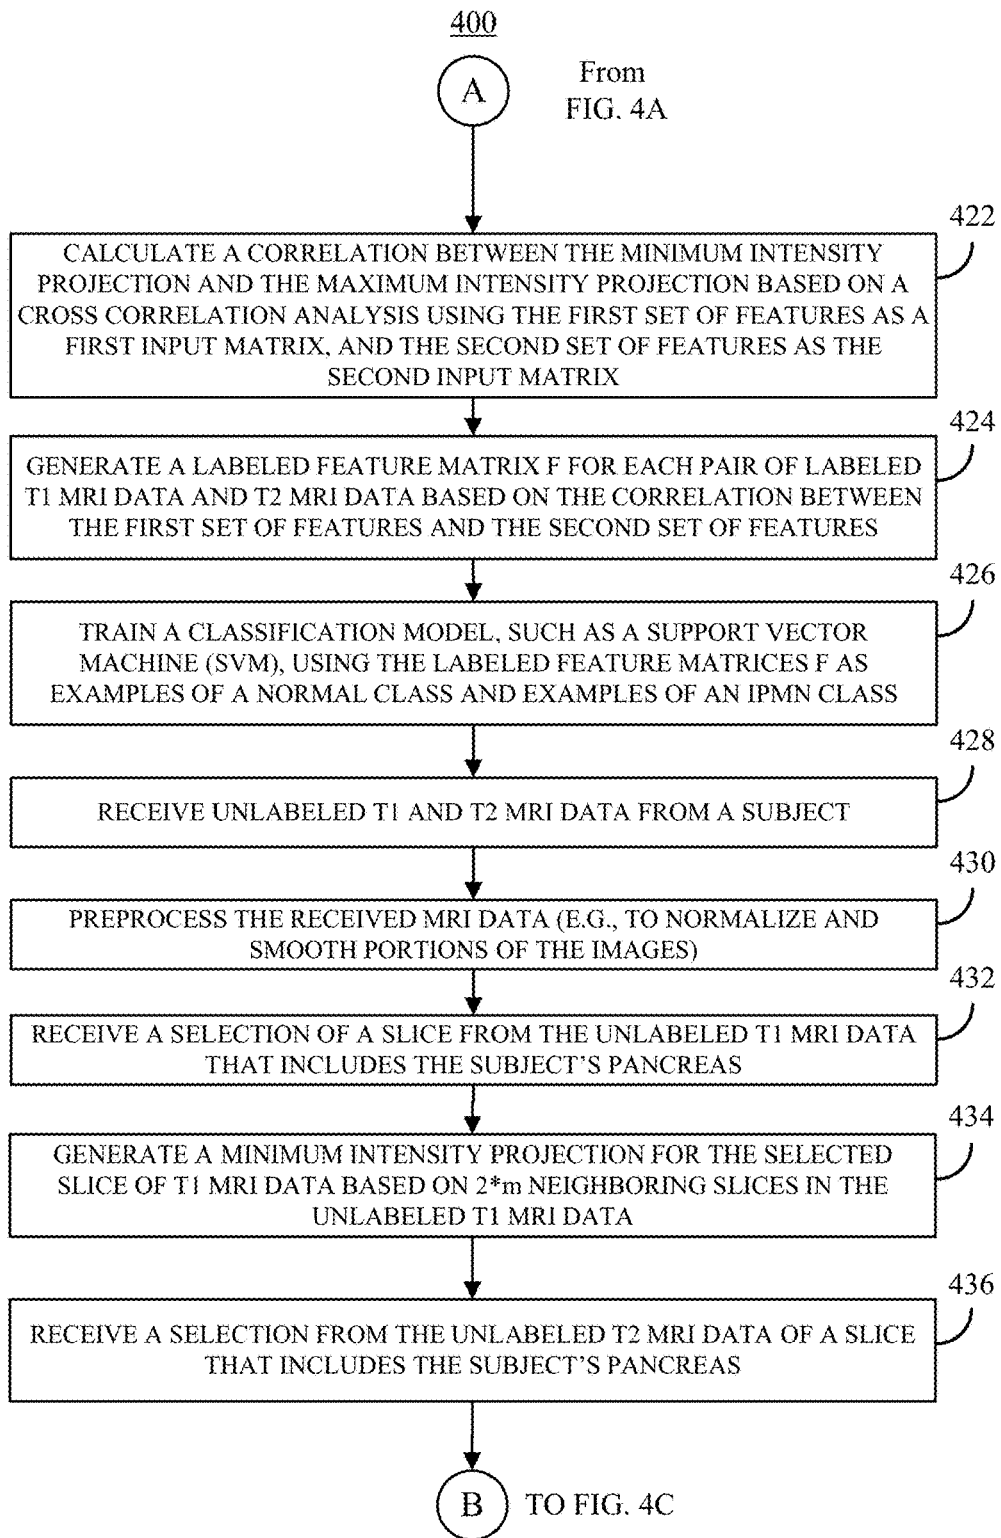 400
A
From
FIG. 4A
422
CALCULATE A CORRELATION BETWEEN THE MINIMUM INTENSITY
PROJECTION AND THE MAXIMUM INTENSITY PROJECTION BASED ON A
CROSS CORRELATION ANALYSIS USING THE FIRST SET OF FEATURES AS A
FIRST INPUT MATRIX, AND THE SECOND SET OF FEATURES AS THE
SECOND INPUT MATRIX
424
GENERATE A LABELED FEATURE MATRIX F FOR EACH PAIR OF LABELED
T1 MRI DATA AND T2 MRI DATA BASED ON THE CORRELATION BETWEEN
THE FIRST SET OF FEATURES AND THE SECOND SET OF FEATURES
426
TRAIN A CLASSIFICATION MODEL, SUCH AS A SUPPORT VECTOR
MACHINE (SVM), USING THE LABELED FEATURE MATRICES F AS
EXAMPLES OF A NORMAL CLASS AND EXAMPLES OF AN IPMN CLASS
428
RECEIVE UNLABELED T1 AND T2 MRI DATA FROM A SUBJECT
430
PREPROCESS THE RECEIVED MRI DATA (E.G., TO NORMALIZE AND
SMOOTH PORTIONS OF THE IMAGES)
432
RECEIVE A SELECTION OF A SLICE FROM THE UNLABELED T1 MRI DATA
THAT INCLUDES THE SUBJECT'S PANCREAS
434
GENERATE A MINIMUM INTENSITY PROJECTION FOR THE SELECTED
SLICE OF T1 MRI DATA BASED ON 2*m NEIGHBORING SLICES IN THE
UNLABELED T1 MRI DATA
436
RECEIVE A SELECTION FROM THE UNLABELED T2 MRI DATA OF A SLICE
THAT INCLUDES THE SUBJECT'S PANCREAS
B
TO FIG. 4C